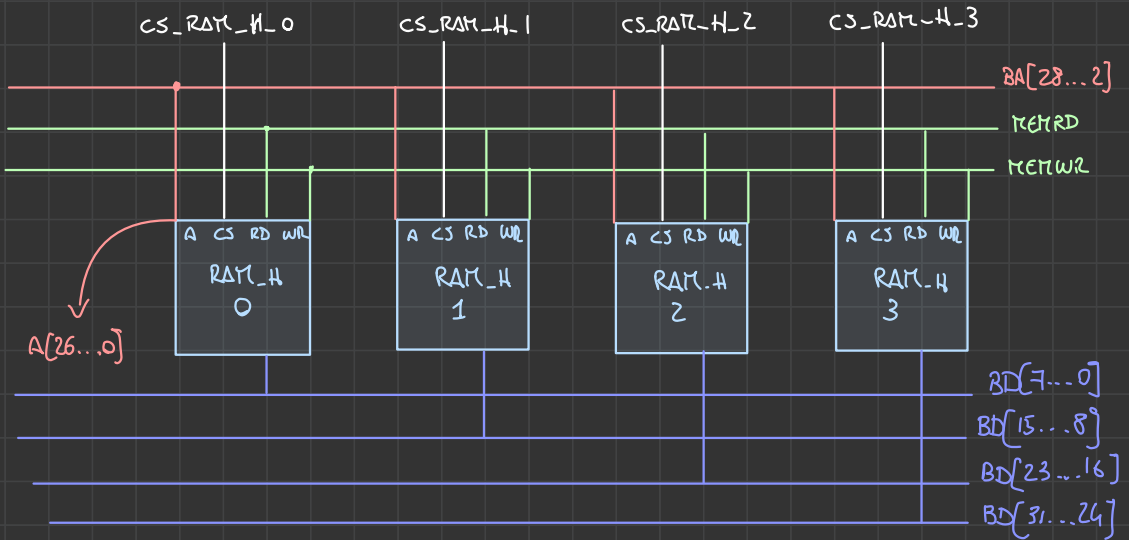 CS_RAM_H_0 CS_RAM_H_1 CS_RAM_H_2 CS_RAM_H_3
BA[28...2]
MEMRD
MEMWR
A CS RD WR A CS RD WR A CS RD WR A CS RD WR
RAM_H RAM_H RAM_H RAM_H
0 1 2 3
A[26...0]
BD[7...0]
BD[15...8]
BD[23...16]
BD[31...24]